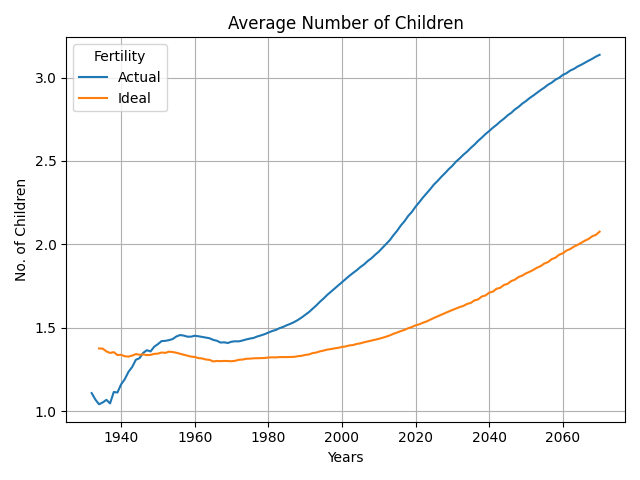 Average Number of Children
Fertility
Actual
Ideal
No. of Children
3.0
2.5
2.0
1.5
1.0
1940 1960 1980 2000 2020 2040 2060
Years